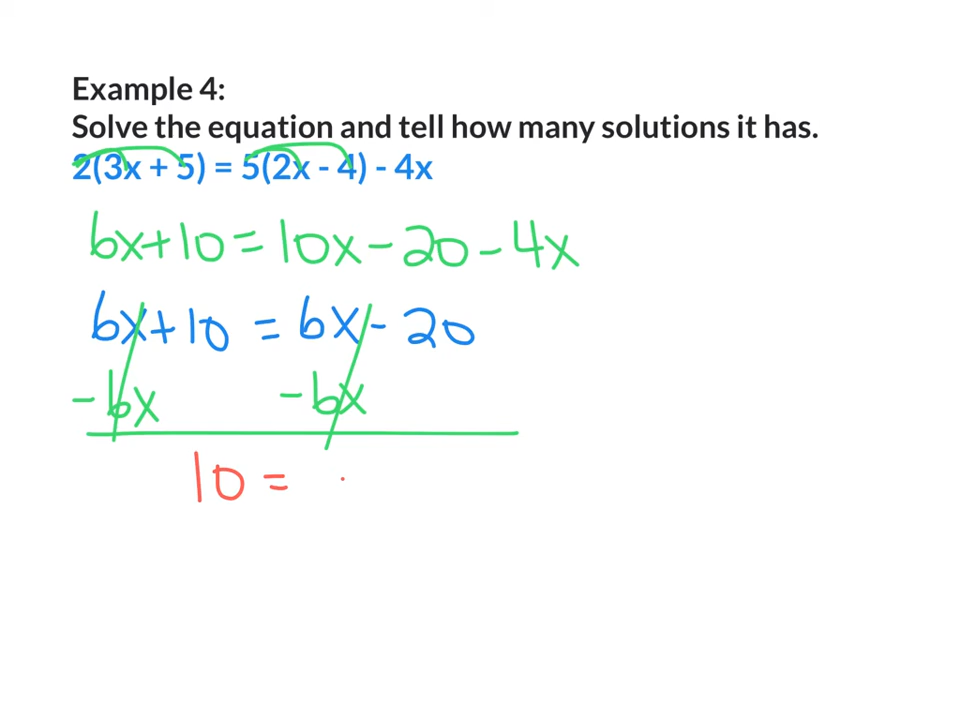 Example 4:
Solve the equation and tell how many solutions it has.
2(3x + 5) = 5(2x - 4) - 4x
6x+10=10x-20-4x
6x+10=6x-20
-6x -6x
10=